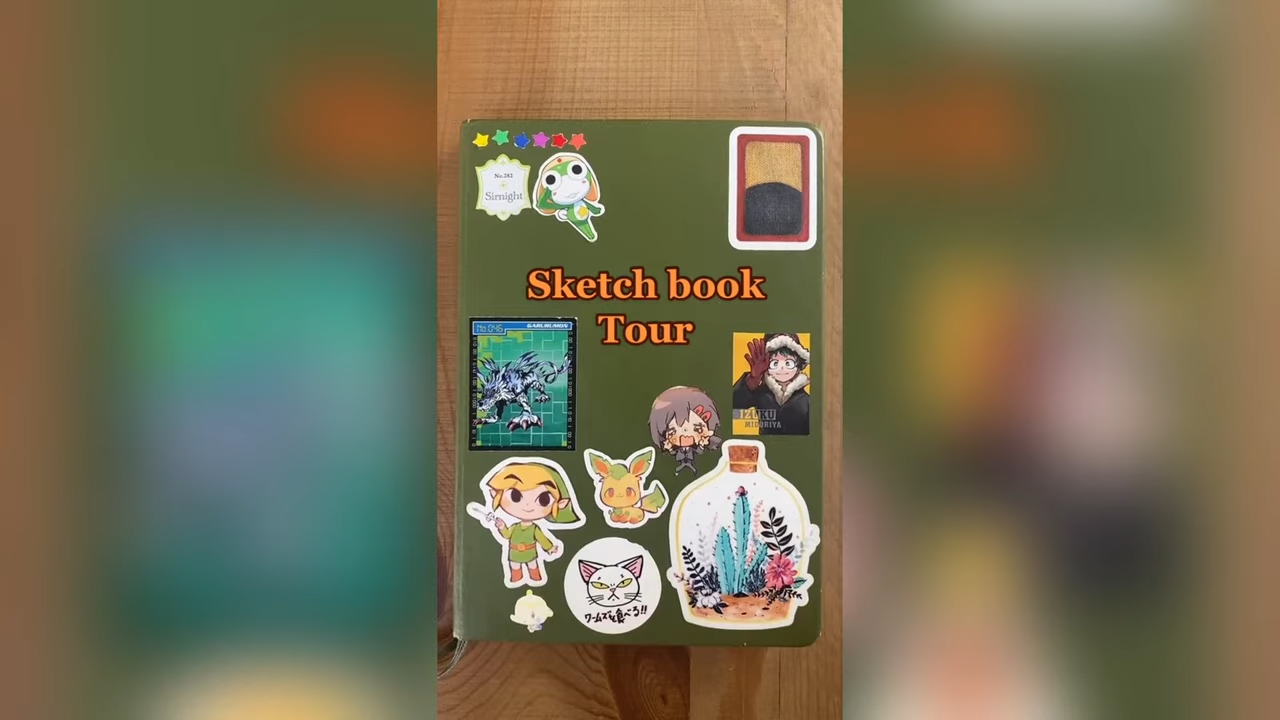 No.282
Sirnight
Sketch book
Tour
No.046 GARURUMON
IZUKU
MIDORIYA
ワームズを食べろ!!